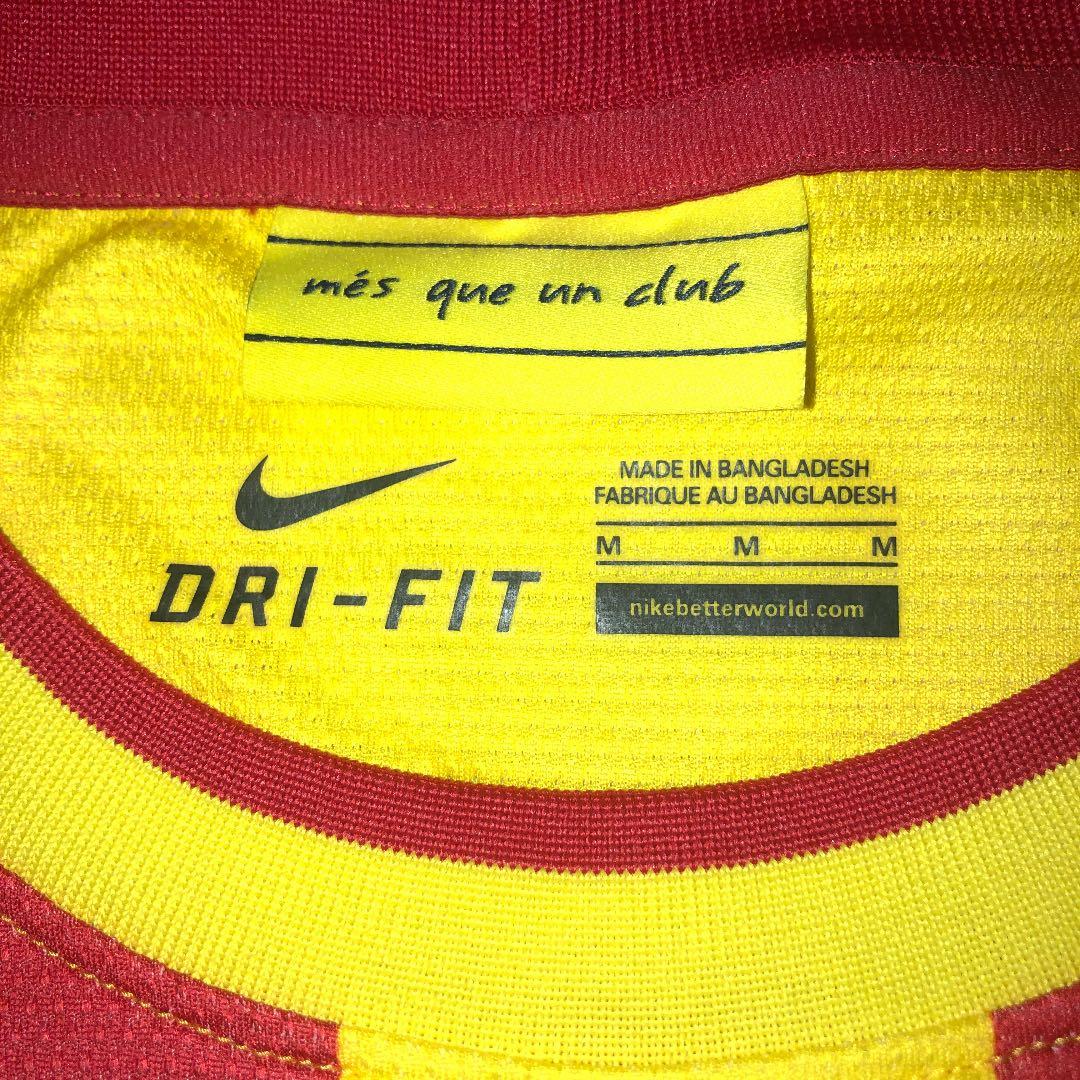 més que un club
MADE IN BANGLADESH
FABRIQUE AU BANGLADESH
M M M
DRI-FIT
nikebetterworld.com